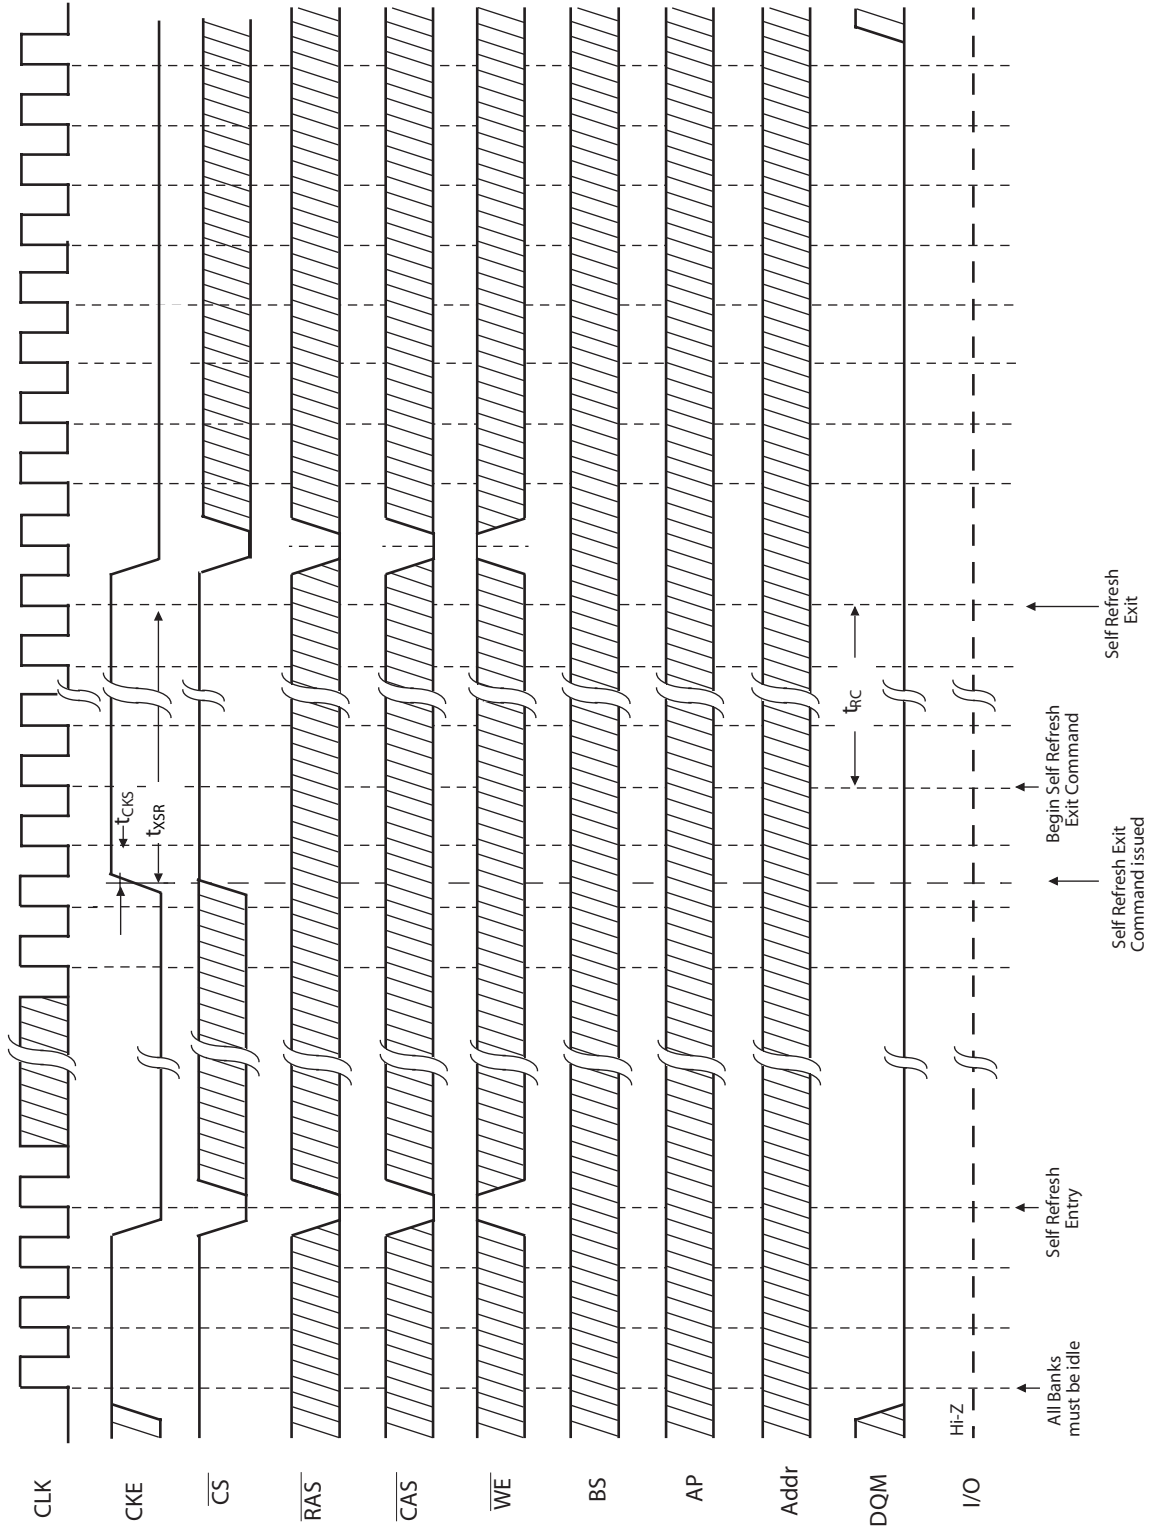 CLK
CKE
CS
RAS
CAS
WE
BS
AP
Addr
DQM
I/O
Hi-Z
tCKS
tXSR
tRC
All Banks
must be idle
Self Refresh
Entry
Self Refresh Exit
Command issued
Begin Self Refresh
Exit Command
Self Refresh
Exit